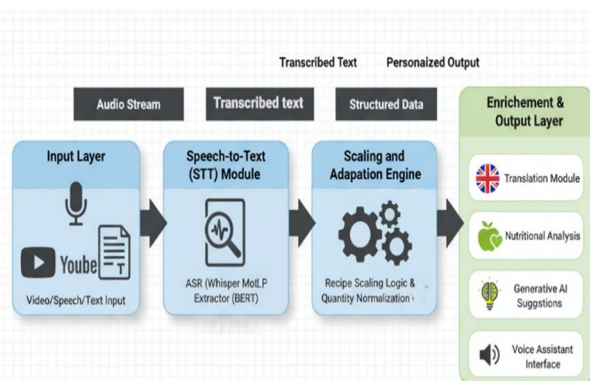 Transcribed Text Personaized Output
Audio Stream
Transcribed text
Structured Data
Enrichement &
Output Layer
Input Layer
Youbе
T
Video/Speech/Text Input
Speech-to-Text
(STT) Module
ASR (Whisper MotLP
Extractor (BERT)
Scaling and
Adapation Engine
Recipe Scaling Logic &
Quantity Normalization
Translation Module
Nutritional Analysis
Generative AI
Suggstions
Voice Assistant
Interface